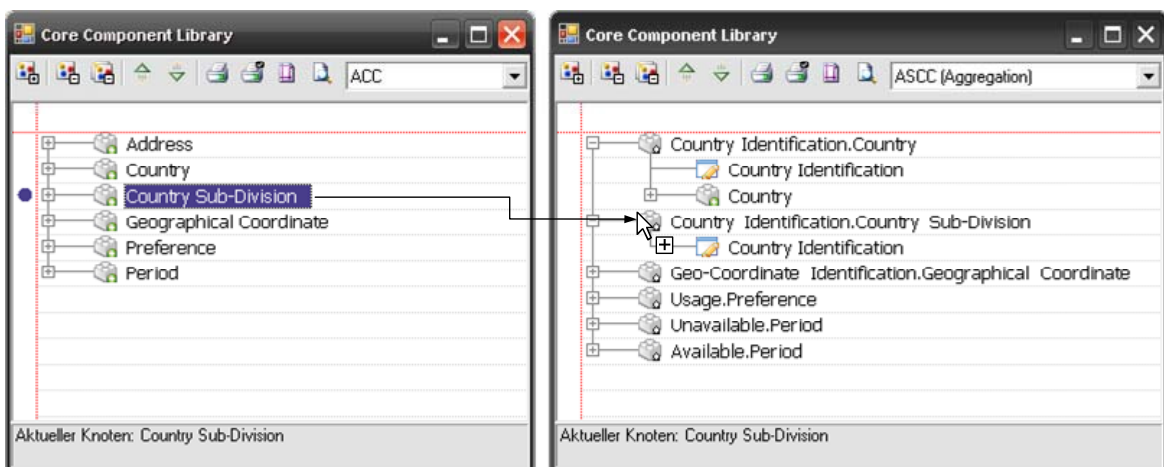 Core Component Library
ACC
Address
Country
Country Sub-Division
Geographical Coordinate
Preference
Period
Aktueller Knoten: Country Sub-Division
Core Component Library
ASCC (Aggregation)
Country Identification.Country
Country Identification
Country
Country Identification.Country Sub-Division
Country Identification
Geo-Coordinate Identification.Geographical Coordinate
Usage.Preference
Unavailable.Period
Available.Period
Aktueller Knoten: Country Sub-Division